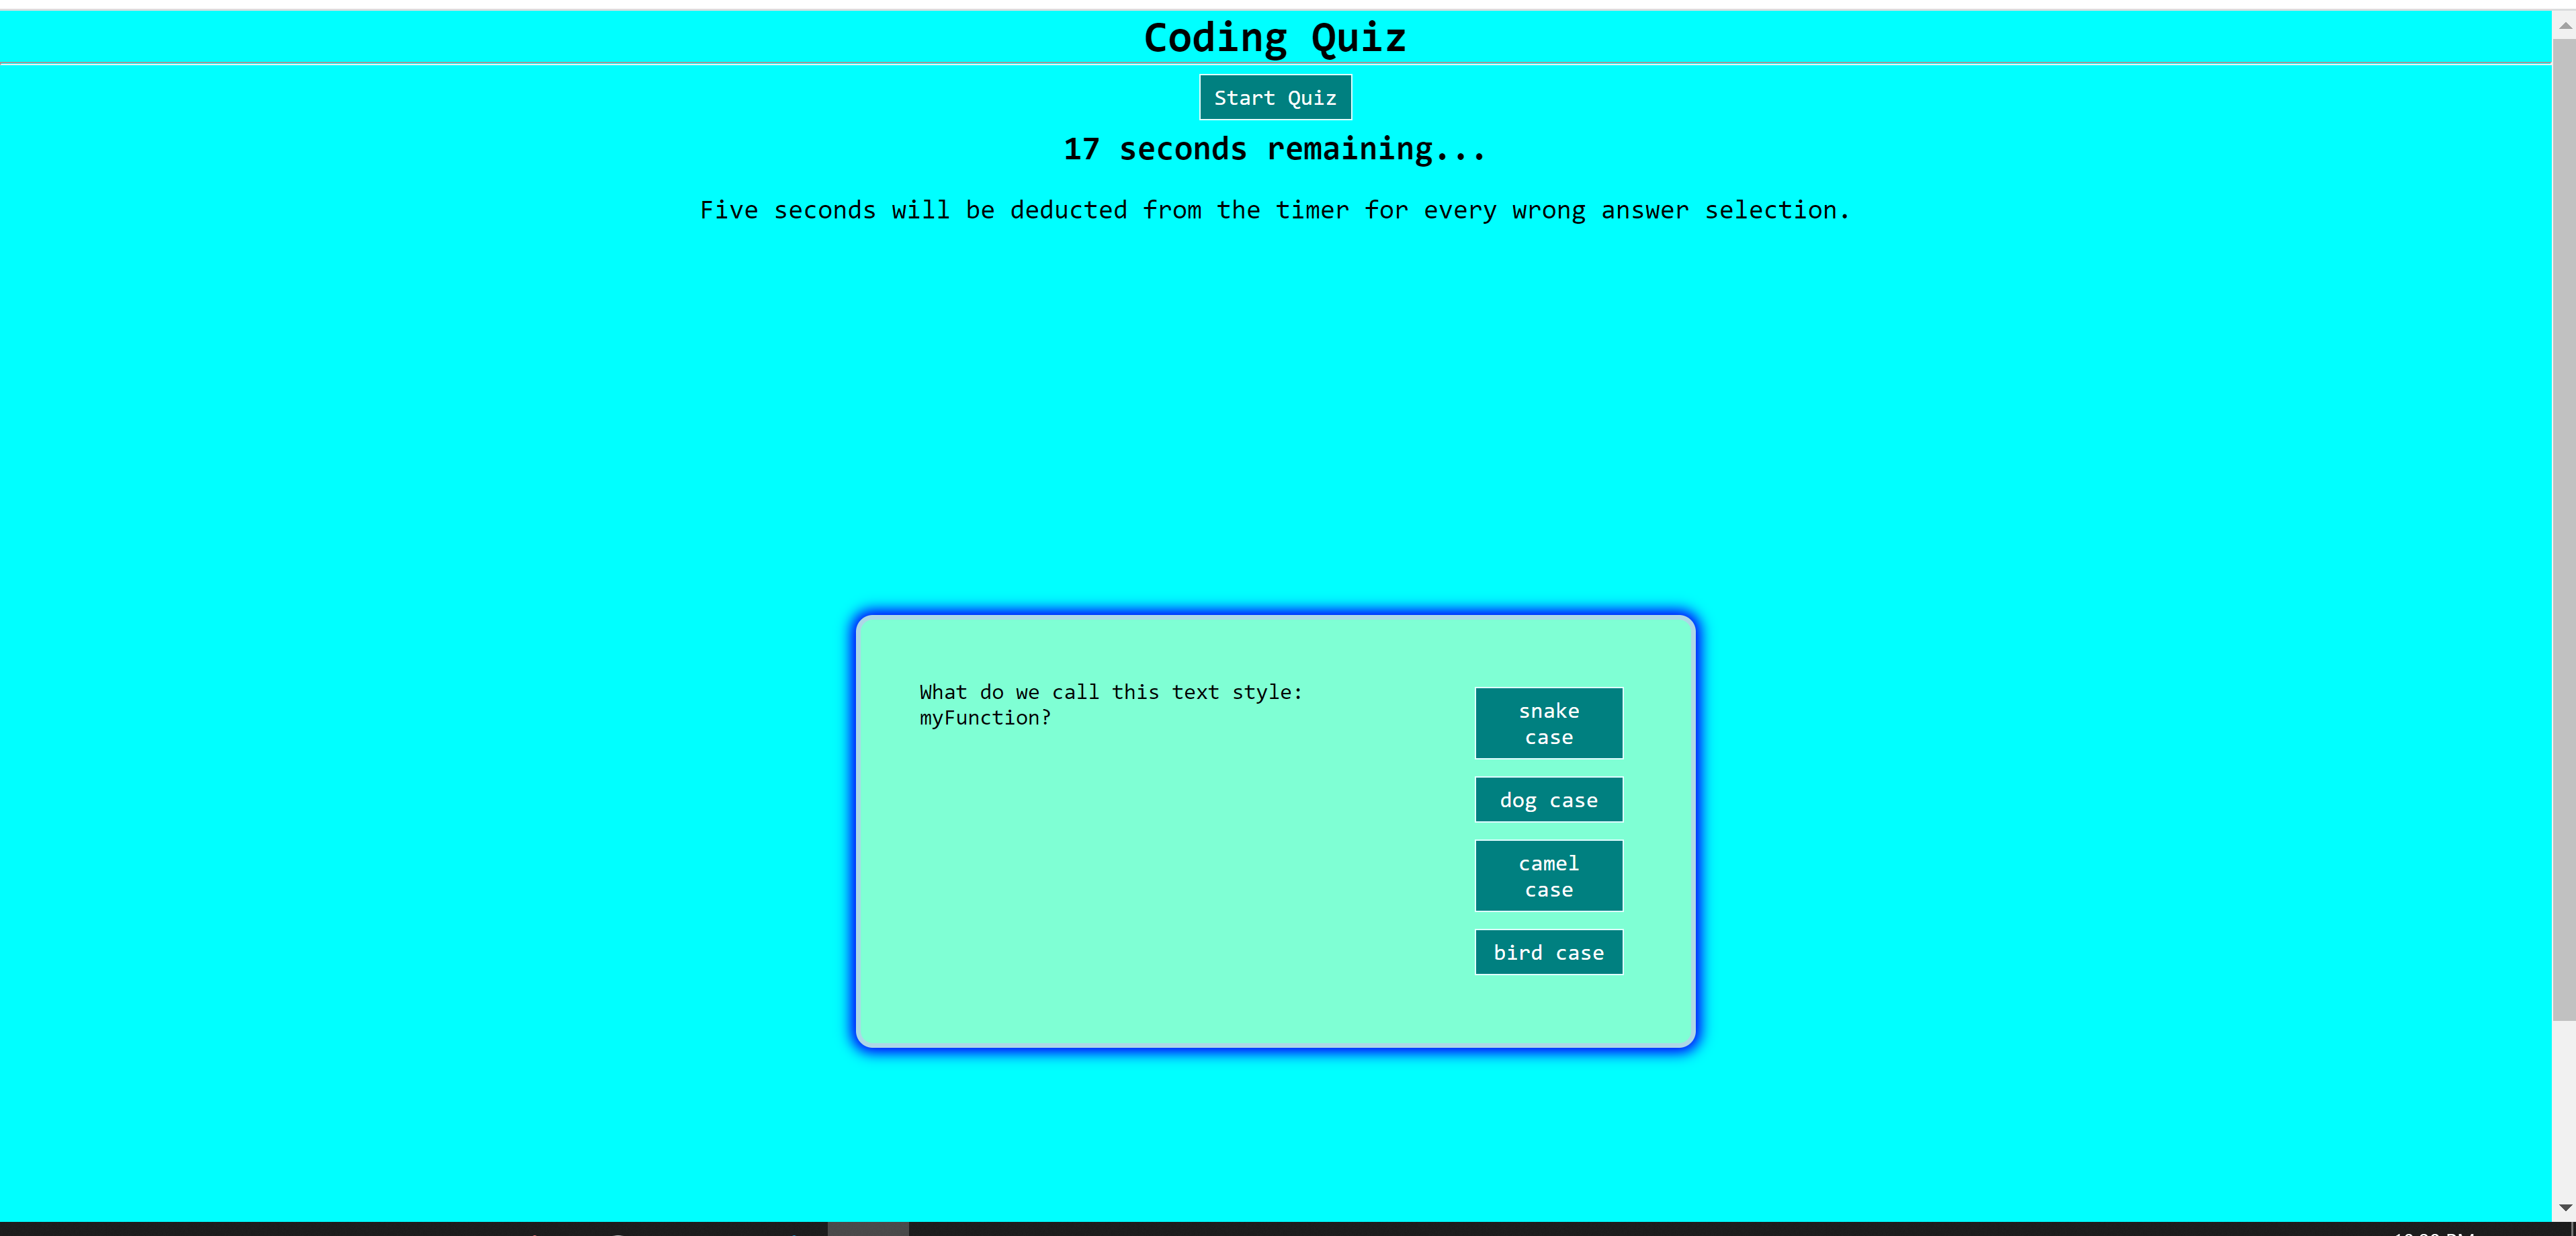 Coding Quiz
Start Quiz
17 seconds remaining...
Five seconds will be deducted from the timer for every wrong answer selection.
What do we call this text style:
myFunction?
snake
case
dog case
camel
case
bird case